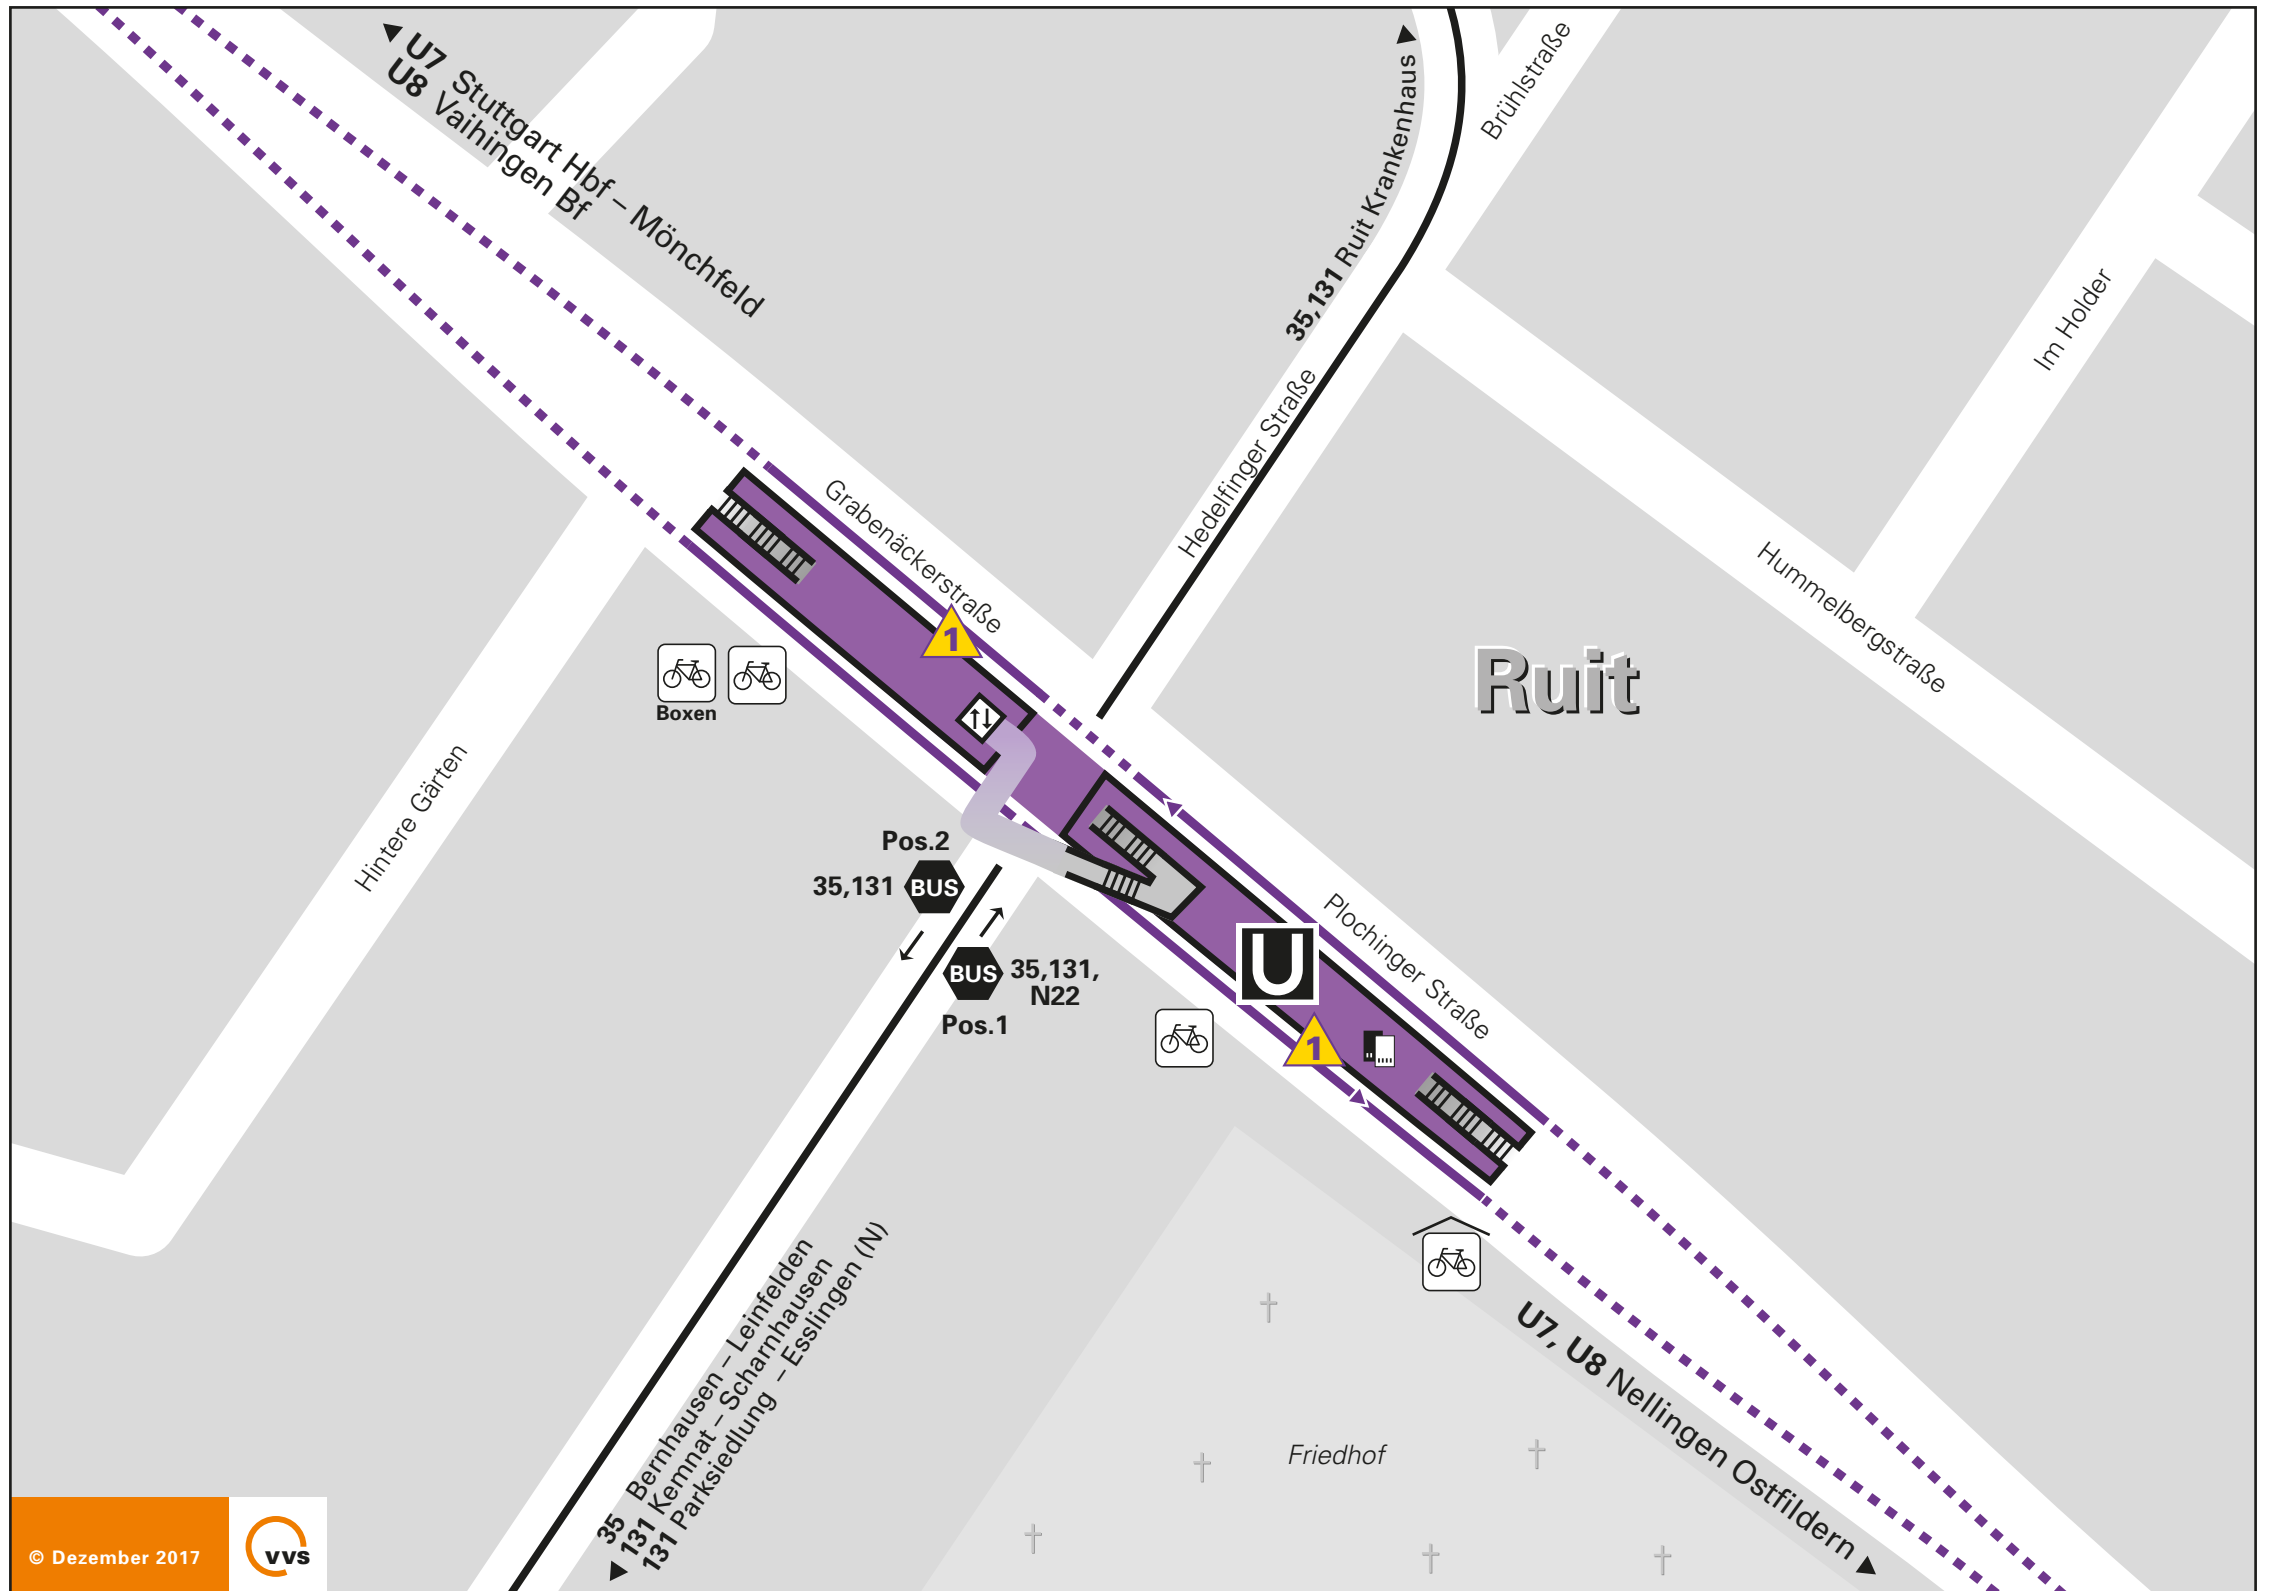 U7 Stuttgart Hbf – Mönchfeld
U8 Vaihingen Bf
35, 131 Ruit Krankenhaus
Brühlstraße
Im Holder
Hedelfinger Straße
Grabenäckerstraße
1
Hummelbergstraße
Ruit
Boxen
Hintere Gärten
Pos.2
35,131 BUS
BUS 35,131,
N22
Pos.1
Plochinger Straße
U
1
35 Bernhausen – Leinfelden
131 Kemnat – Scharnhausen
131 Parksiedlung – Esslingen (N)
U7, U8 Nellingen Ostfildern
Friedhof
© Dezember 2017
vvs